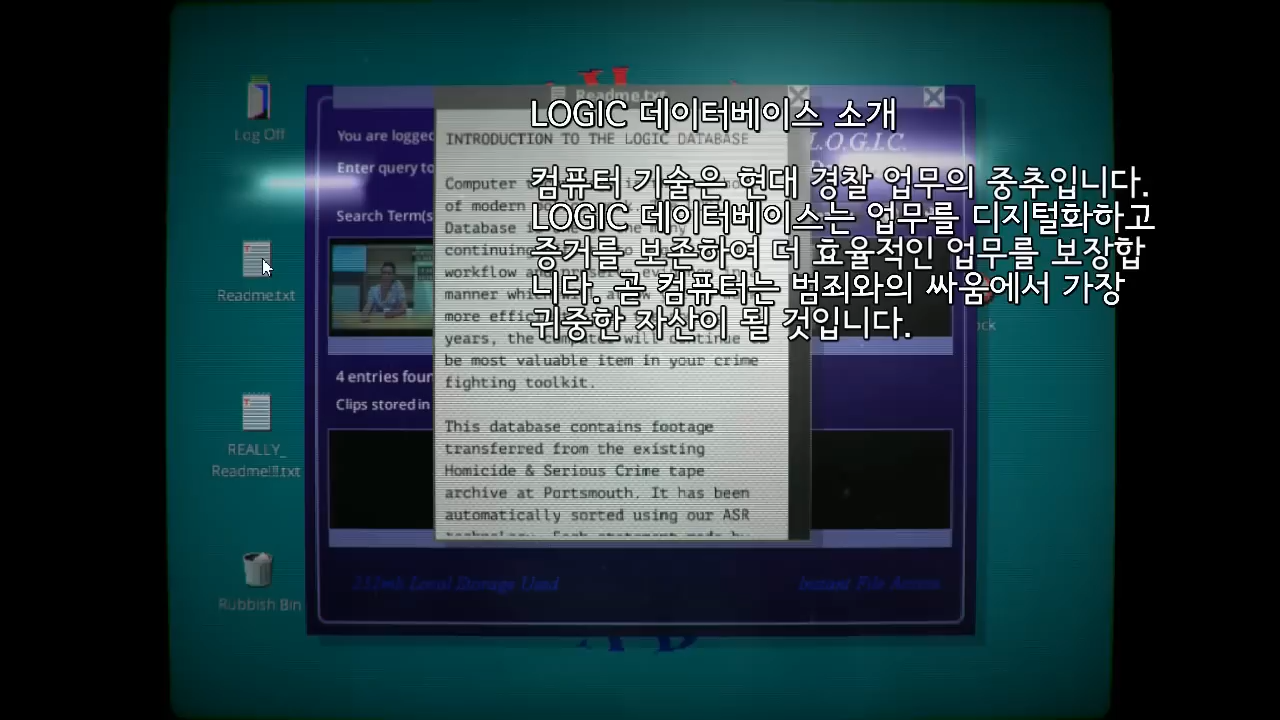 Log Off
Readme.txt
REALLY_
Readme!!!.txt
Rubbish Bin
You are logged
Enter query to
Search Term(s
4 entries foun
Clips stored in
L.O.G.I.C.
Readme.txt
INTRODUCTION TO THE LOGIC DATABASE
Computer
of modern
Database
continuing
workflow
manner which
more effic
years, the computer will continue to
be most valuable item in your crime
fighting toolkit.
This database contains footage
transferred from the existing
Homicide & Serious Crime tape
archive at Portsmouth. It has been
automatically sorted using our ASR
LOGIC 데이터베이스 소개
컴퓨터 기술은 현대 경찰 업무의 중추입니다.
LOGIC 데이터베이스는 업무를 디지털화하고
증거를 보존하여 더 효율적인 업무를 보장합
니다. 곧 컴퓨터는 범죄와의 싸움에서 가장
귀중한 자산이 될 것입니다.